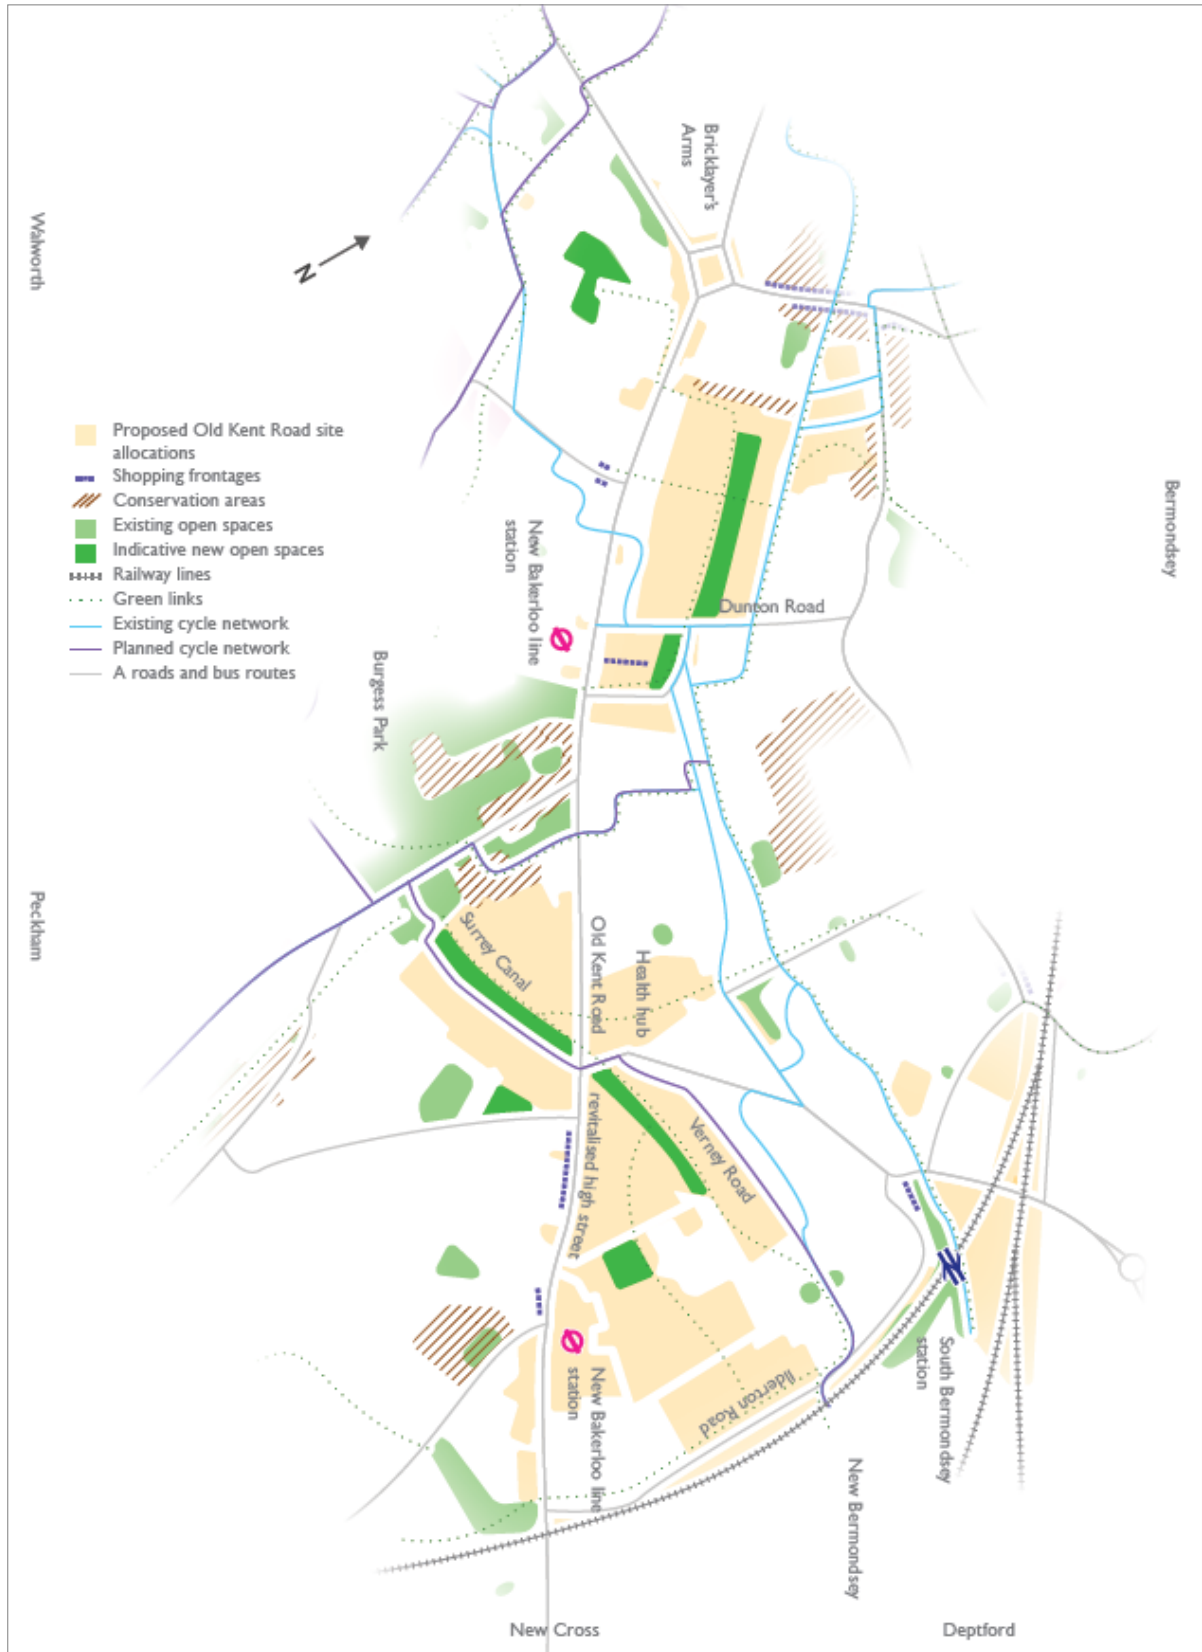 Bricklayer's
Arms
Walworth
N
Proposed Old Kent Road site
allocations
Shopping frontages
Conservation areas
Existing open spaces
Indicative new open spaces
Railway lines
Green links
Existing cycle network
Planned cycle network
A roads and bus routes
Bermondsey
New Bakerloo line
station
Dunton Road
Burgess Park
Peckham
Surrey Canal
Old Kent Road
Health hub
revitalised high street
Verney Road
New Bakerloo line
station
Ilderton Road
South Bermondsey
station
New Bermondsey
New Cross
Deptford